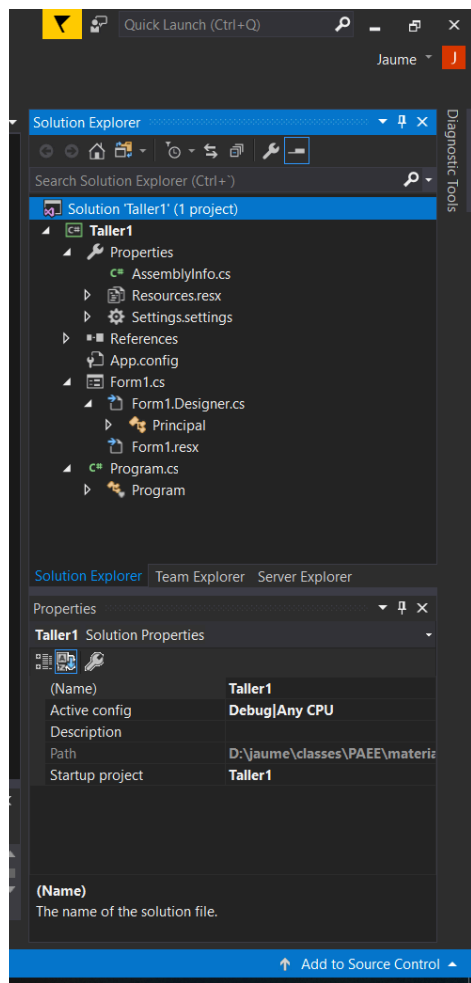 Quick Launch (Ctrl+Q)
Jaume
J
Solution Explorer
Diagnostic Tools
Search Solution Explorer (Ctrl+`)
Solution 'Taller1' (1 project)
C# Taller1
Properties
C# AssemblyInfo.cs
Resources.resx
Settings.settings
References
App.config
Form1.cs
Form1.Designer.cs
Principal
Form1.resx
C# Program.cs
Program
Solution Explorer Team Explorer Server Explorer
Properties
Taller1 Solution Properties
(Name) Taller1
Active config Debug|Any CPU
Description
Path D:\jaume\classes\PAEE\materia
Startup project Taller1
(Name)
The name of the solution file.
Add to Source Control